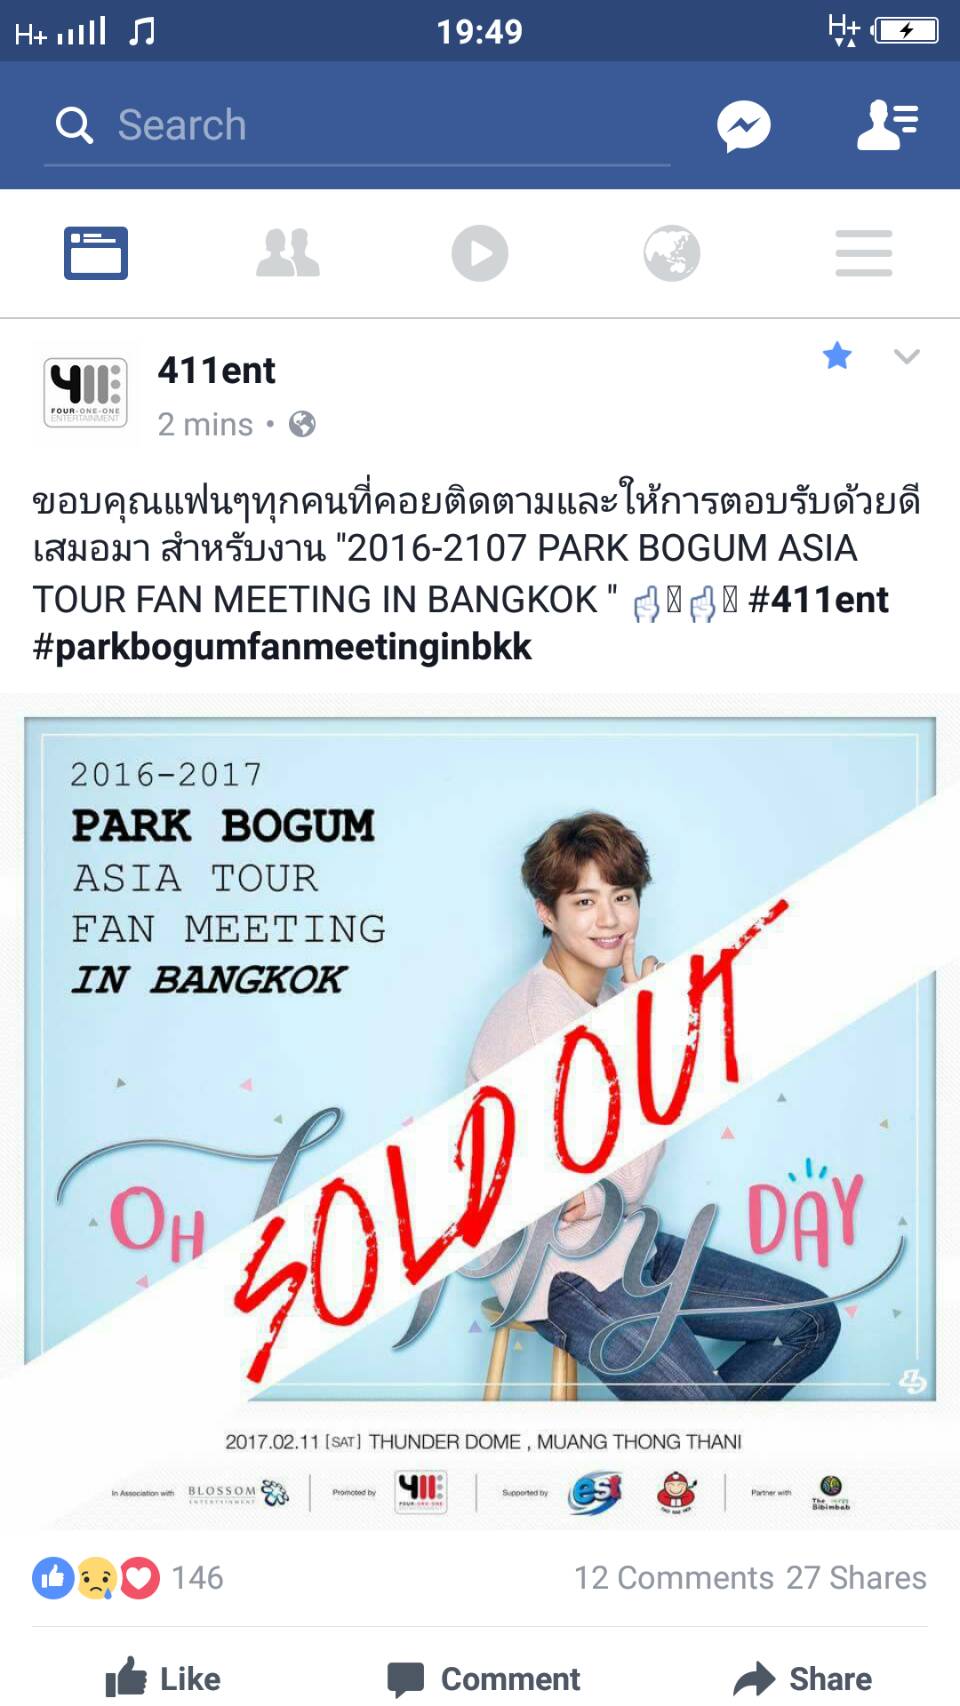 H+ 19:49 H+
Search
411ent
2 mins
ขอบคุณแฟนๆทุกคนที่คอยติดตามและให้การตอบรับด้วยดี
เสมอมา สำหรับงาน "2016-2107 PARK BOGUM ASIA
TOUR FAN MEETING IN BANGKOK " ☝☝ #411ent
#parkbogumfanmeetinginbkk
2016-2017
PARK BOGUM
ASIA TOUR
FAN MEETING
IN BANGKOK
SOLD OUT
OH
ppy
DAY
2017.02.11 [SAT] THUNDER DOME , MUANG THONG THANI
In Association with BLOSSOM ENTERTAINMENT Promoted by 411 FOUR-ONE-ONE Supported by est Partner with The Bibimbab
146 12 Comments 27 Shares
Like Comment Share